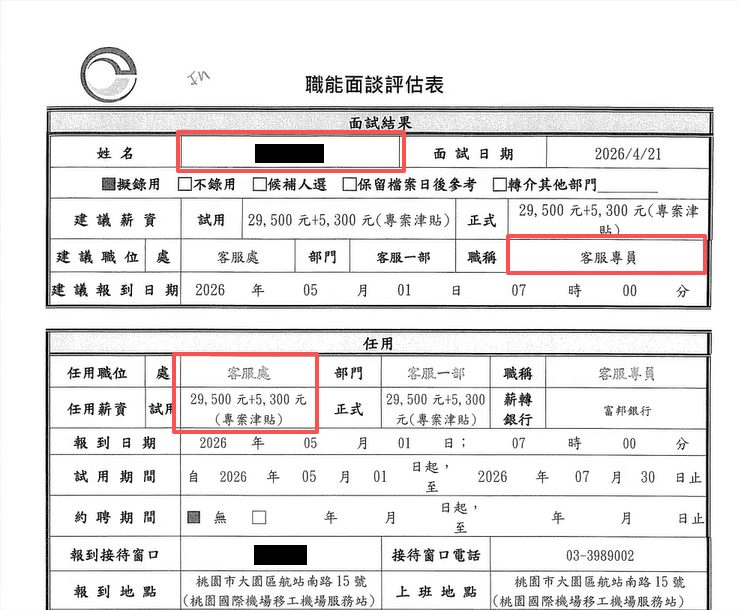 IN
職能面談評估表
面試結果
姓名 面試日期 2026/4/21
擬錄用 不錄用 候補人選 保留檔案日後參考 轉介其他部門
建議薪資 試用 29,500 元+5,300 元(專案津貼) 正式 29,500 元+5,300 元(專案津貼)
建議職位 處 客服處 部門 客服一部 職稱 客服專員
建議報到日期 2026 年 05 月 01 日 07 時 00 分
任用
任用職位 處 客服處 部門 客服一部 職稱 客服專員
任用薪資 試用 29,500 元+5,300 元(專案津貼) 正式 29,500 元+5,300 元(專案津貼) 薪轉銀行 富邦銀行
報到日期 2026 年 05 月 01 日; 07 時 00 分
試用期間 自 2026 年 05 月 01 日起,至 2026 年 07 月 30 日止
約聘期間 無 年 月 日起,至 年 月 日止
報到接待窗口 接待窗口電話 03-3989002
報到地點 桃園市大園區航站南路 15 號(桃園國際機場移工機場服務站) 上班地點 桃園市大園區航站南路 15 號(桃園國際機場移工機場服務站)